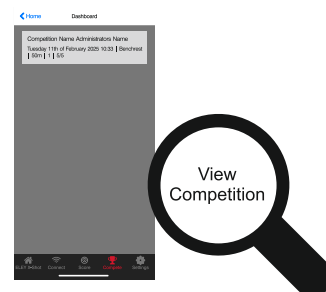 Home
Dashboard
Competition Name Administrators Name
Tuesday 11th of February 2025 10:33 | Benchrest
| 50m | 1 | 5/5
View
Competition
Connect
Score
Compete
Settings